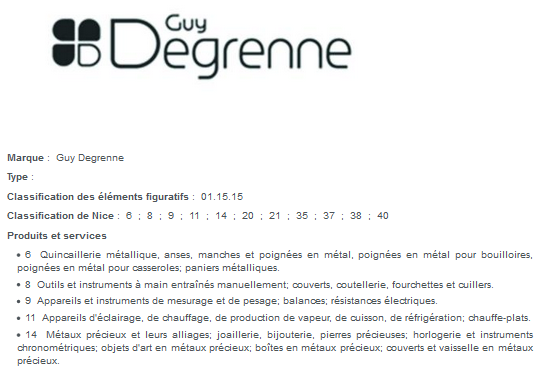 Guy
Degrenne
Marque : Guy Degrenne
Type :
Classification des éléments figuratifs : 01.15.15
Classification de Nice : 6 ; 8 ; 9 ; 11 ; 14 ; 20 ; 21 ; 35 ; 37 ; 38 ; 40
Produits et services
• 6 Quincaillerie métallique, anses, manches et poignées en métal, poignées en métal pour bouilloires,
poignées en métal pour casseroles; paniers métalliques.
• 8 Outils et instruments à main entraînés manuellement; couverts, coutellerie, fourchettes et cuillers.
• 9 Appareils et instruments de mesurage et de pesage; balances; résistances électriques.
• 11 Appareils d'éclairage, de chauffage, de production de vapeur, de cuisson, de réfrigération; chauffe-plats.
• 14 Métaux précieux et leurs alliages; joaillerie, bijouterie, pierres précieuses; horlogerie et instruments
chronométriques; objets d'art en métaux précieux; boîtes en métaux précieux; couverts et vaisselle en métaux
précieux.